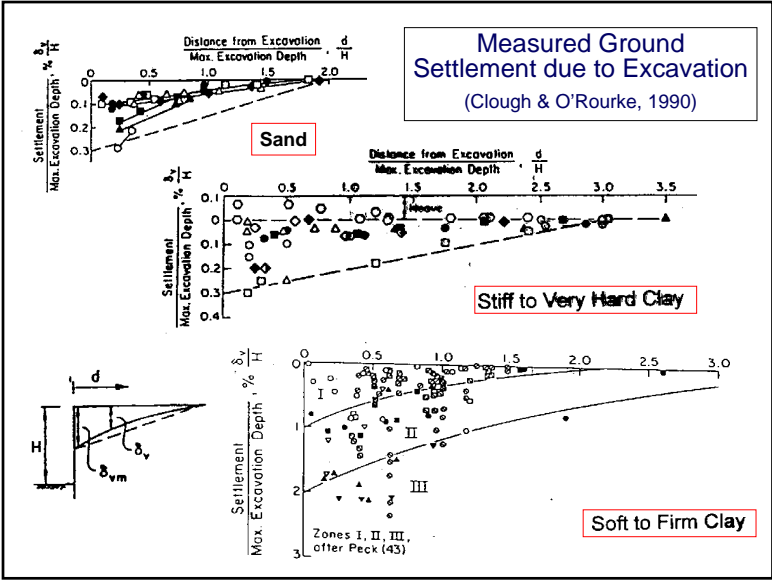 Measured Ground
Settlement due to Excavation
(Clough & O'Rourke, 1990)
Distance from Excavation
Max. Excavation Depth , d/H
0 0.5 1.0 1.5 2.0
Settlement
Max. Excavation Depth , % δv/H
0
0.1
0.2
0.3
Sand
Distance from Excavation
Max. Excavation Depth , d/H
0.5 1.0 1.5 2.0 2.5 3.0 3.5
Heave
Settlement
Max. Excavation Depth , % δv/H
0.1
0
0.1
0.2
0.3
0.4
Stiff to Very Hard Clay
0 0.5 1.0 1.5 2.0 3.0
Settlement
Max. Excavation Depth , % δv/H
0
1
2
3
I
II
III
Zones I, II, III,
after Peck (43)
Soft to Firm Clay
d
H
δv
δvm